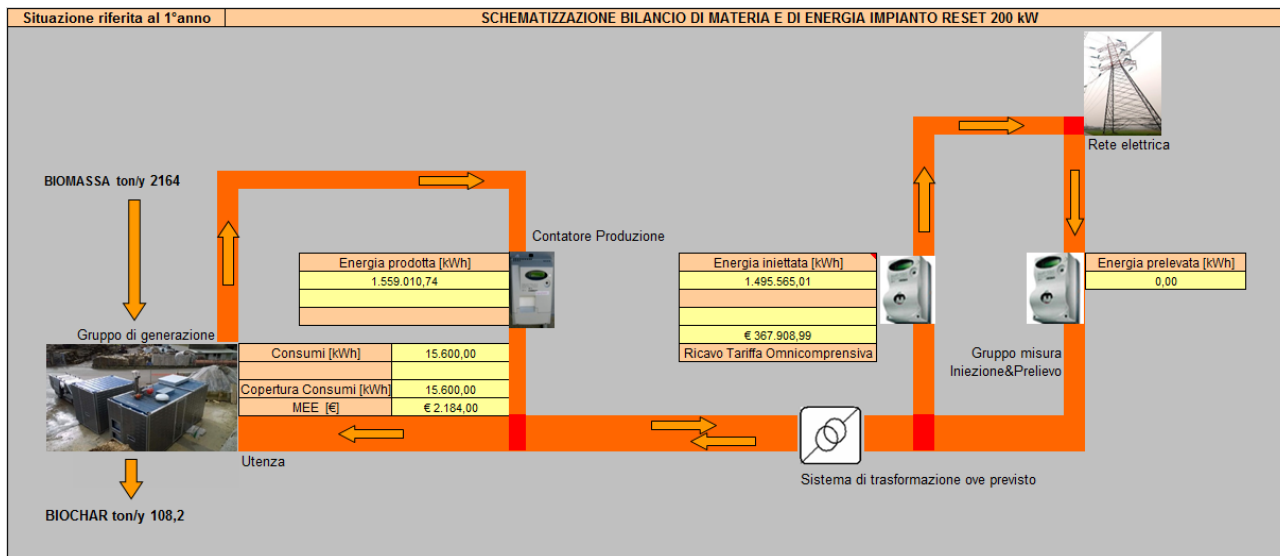 Situazione riferita al 1°anno
SCHEMATIZZAZIONE BILANCIO DI MATERIA E DI ENERGIA IMPIANTO RESET 200 kW
Rete elettrica
BIOMASSA ton/y 2164
Contatore Produzione
Energia prodotta [kWh]
1.559.010,74
Energia iniettata [kWh]
1.495.565,01
€ 367.908,99
Ricavo Tariffa Omnicomprensiva
Energia prelevata [kWh]
0,00
Gruppo di generazione
Consumi [kWh] 15.600,00
Copertura Consumi [kWh] 15.600,00
MEE [€] € 2.184,00
Gruppo misura
Iniezione&Prelievo
Utenza
Sistema di trasformazione ove previsto
BIOCHAR ton/y 108,2